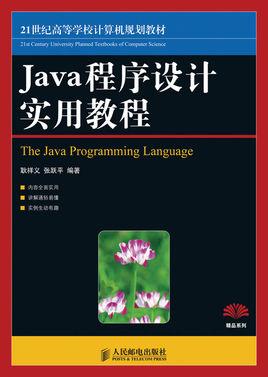 21世纪高等学校计算机规划教材
21st Century University Planned Textbooks of Computer Science
Java程序设计
实用教程
The Java Programming Language
耿祥义 张跃平 编著
■ 内容全面实用
■ 讲解通俗易懂
■ 实例生动有趣
精品系列
人民邮电出版社
POSTS & TELECOM PRESS